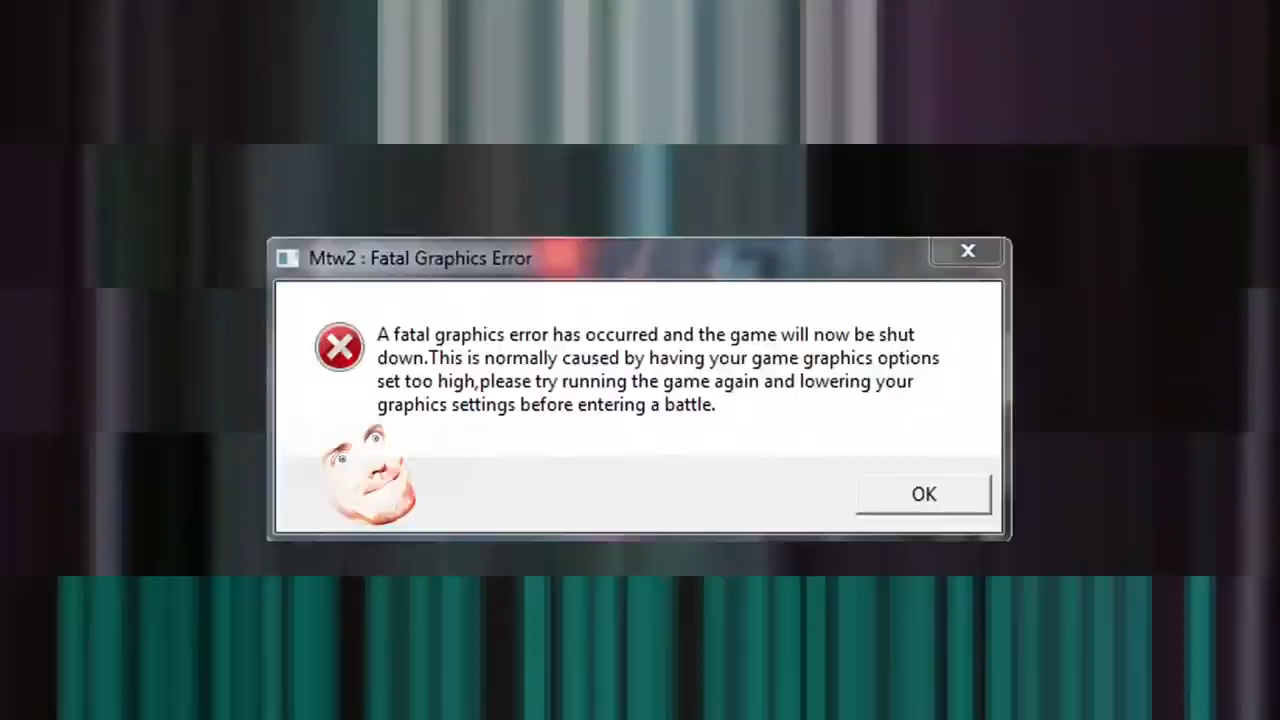 Mtw2 : Fatal Graphics Error
A fatal graphics error has occurred and the game will now be shut
down.This is normally caused by having your game graphics options
set too high,please try running the game again and lowering your
graphics settings before entering a battle.
OK